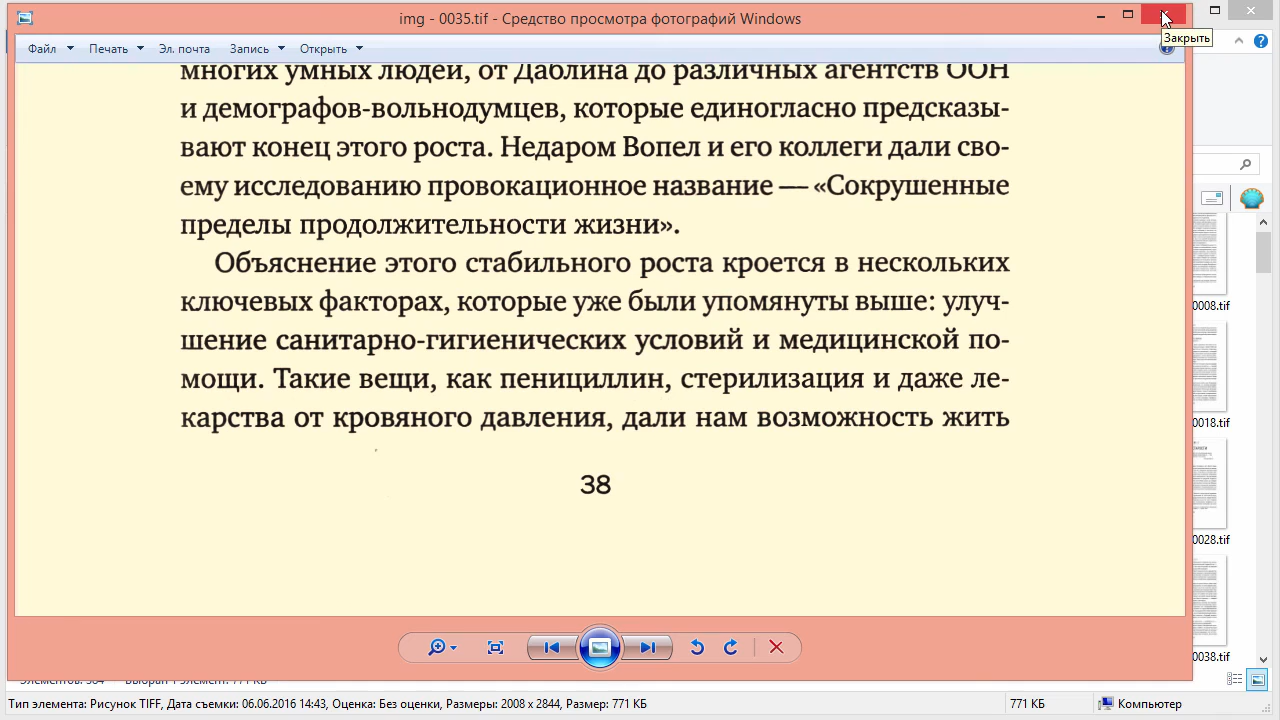 img - 0035.tif - Средство просмотра фотографий Windows
Закрыть
Файл Печать Эл. почта Запись Открыть
многих умных людей, от Даблина до различных агентств ООН
и демографов-вольнодумцев, которые единогласно предсказы-
вают конец этого роста. Недаром Вопел и его коллеги дали сво-
ему исследованию провокационное название — «Сокрушенные
пределы продолжительности жизни».
Объяснение этого стабильного роста кроется в нескольких
ключевых факторах, которые уже были упомянуты выше: улуч-
шение санитарно-гигиенических условий и медицинской по-
мощи. Такие вещи, как пенициллин, стерилизация и даже ле-
карства от кровяного давления, дали нам возможность жить
38
0008.tif
0018.tif
0028.tif
0038.tif
Тип элемента: Рисунок TIFF, Дата съемки: 06.06.2016 14:43, Оценка: Без оценки, Размеры: 2008 x 2844, Размер: 771 КБ
771 КБ
Компьютер